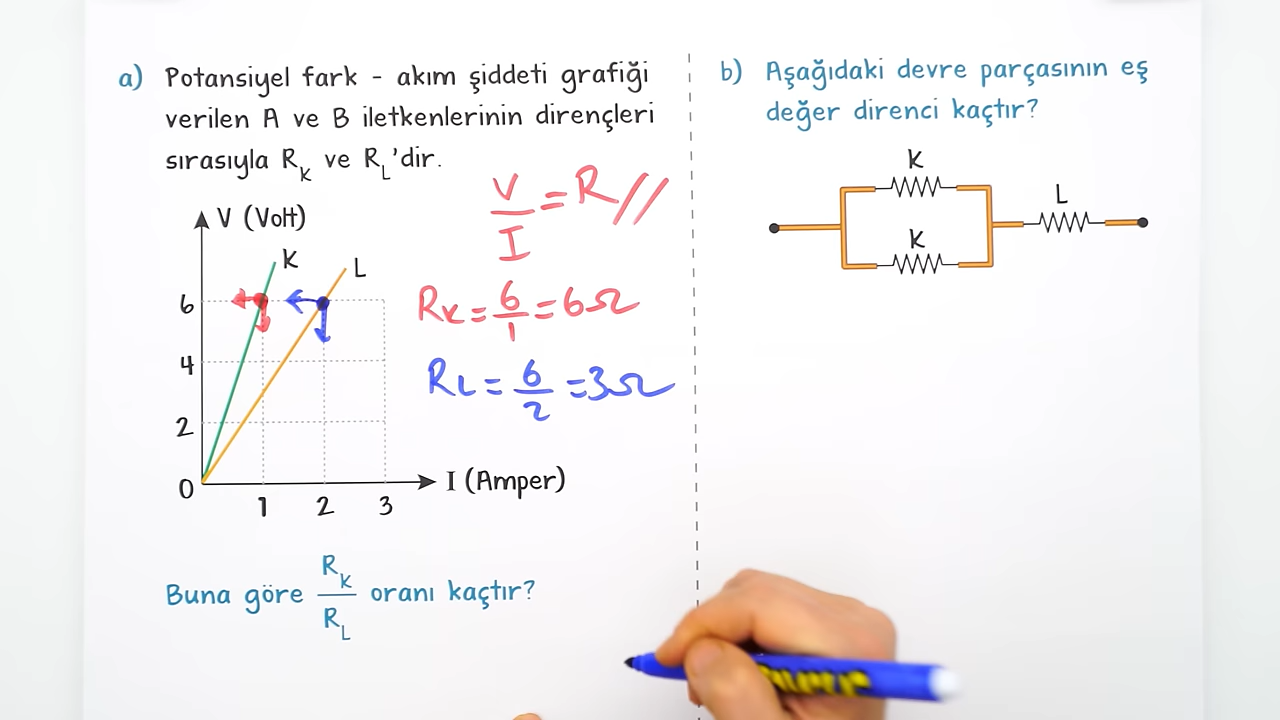 a) Potansiyel fark - akım şiddeti grafiği
verilen A ve B iletkenlerinin dirençleri
sırasıyla R_K ve R_L'dir.
V/I = R //
V (Volt)
K
L
6
4
2
0
1 2 3
I (Amper)
R_K = 6/1 = 6Ω
R_L = 6/2 = 3Ω
Buna göre R_K/R_L oranı kaçtır?
b) Aşağıdaki devre parçasının eş
değer direnci kaçtır?
K
L
K